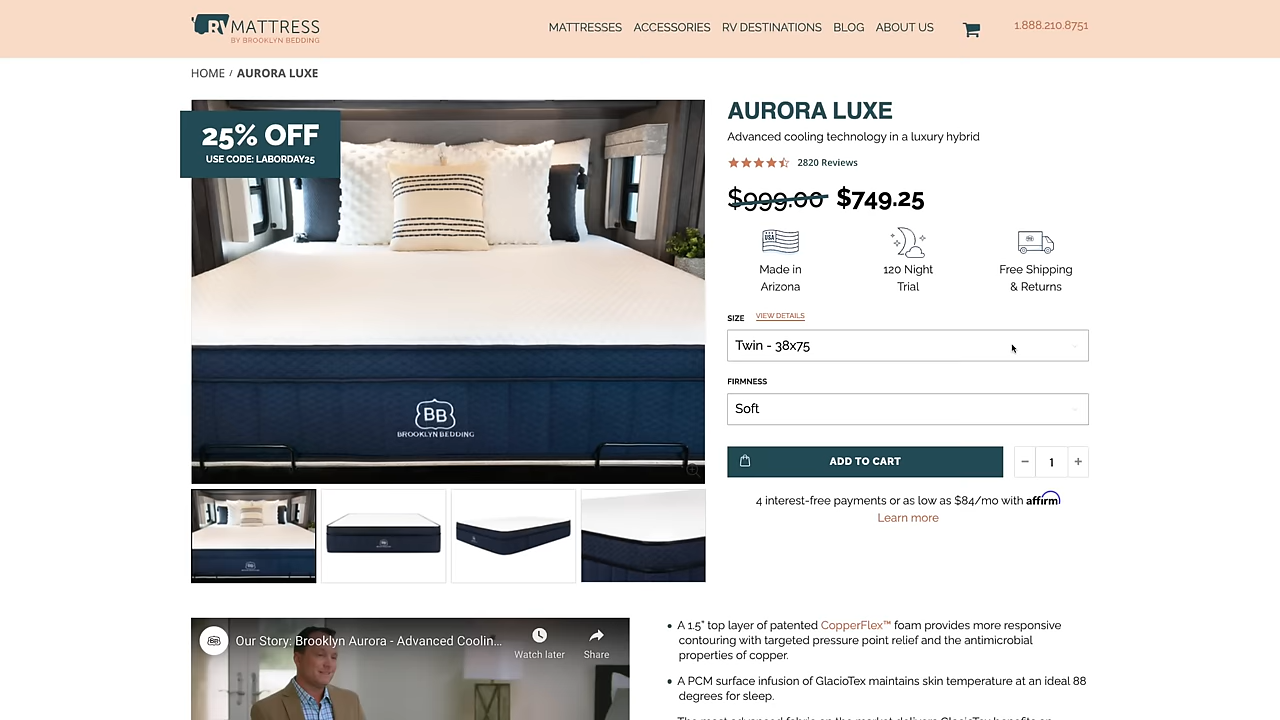 RV MATTRESS
BY BROOKLYN BEDDING
MATTRESSES ACCESSORIES RV DESTINATIONS BLOG ABOUT US
1.888.210.8751
HOME / AURORA LUXE
25% OFF
USE CODE: LABORDAY25
BB
BROOKLYN BEDDING
AURORA LUXE
Advanced cooling technology in a luxury hybrid
2820 Reviews
$999.00 $749.25
USA
BB
Made in
Arizona
120 Night
Trial
Free Shipping
& Returns
SIZE VIEW DETAILS
Twin - 38x75
FIRMNESS
Soft
ADD TO CART
− 1 +
4 interest-free payments or as low as $84/mo with affirm
Learn more
BB
Our Story: Brooklyn Aurora - Advanced Coolin...
Watch later
Share
• A 1.5” top layer of patented CopperFlex™ foam provides more responsive
contouring with targeted pressure point relief and the antimicrobial
properties of copper.
• A PCM surface infusion of GlacioTex maintains skin temperature at an ideal 88
degrees for sleep.